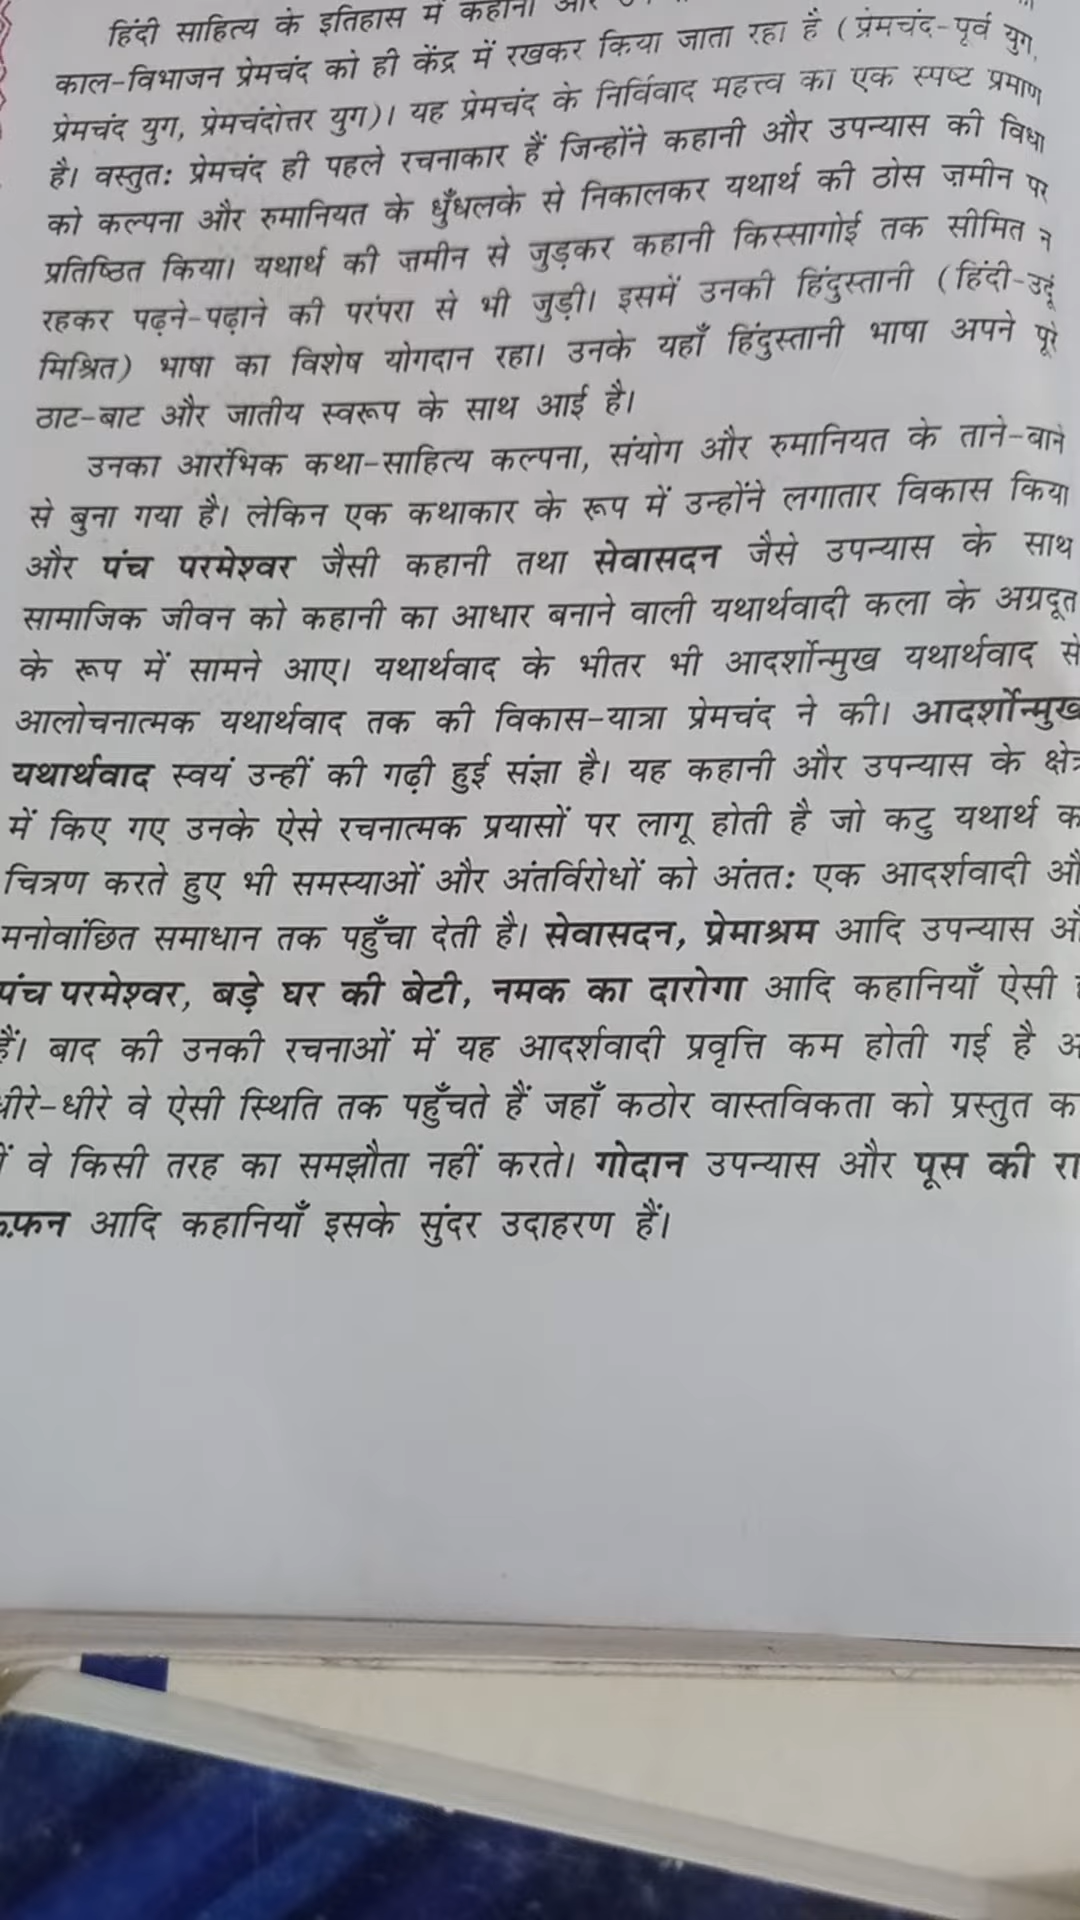 हिंदी साहित्य के इतिहास में कहानी और
काल-विभाजन प्रेमचंद को ही केंद्र में रखकर किया जाता रहा है (प्रेमचंद-पूर्व युग,
प्रेमचंद युग, प्रेमचंदोत्तर युग)। यह प्रेमचंद के निर्विवाद महत्त्व का एक स्पष्ट प्रमाण
है। वस्तुत: प्रेमचंद ही पहले रचनाकार हैं जिन्होंने कहानी और उपन्यास की विधा
को कल्पना और रुमानियत के धुँधलके से निकालकर यथार्थ की ठोस ज़मीन पर
प्रतिष्ठित किया। यथार्थ की ज़मीन से जुड़कर कहानी किस्सागोई तक सीमित न
रहकर पढ़ने-पढ़ाने की परंपरा से भी जुड़ी। इसमें उनकी हिंदुस्तानी (हिंदी-उर्दू
मिश्रित) भाषा का विशेष योगदान रहा। उनके यहाँ हिंदुस्तानी भाषा अपने पूरे
ठाट-बाट और जातीय स्वरूप के साथ आई है।
उनका आरंभिक कथा-साहित्य कल्पना, संयोग और रुमानियत के ताने-बाने
से बुना गया है। लेकिन एक कथाकार के रूप में उन्होंने लगातार विकास किया
और पंच परमेश्वर जैसी कहानी तथा सेवासदन जैसे उपन्यास के साथ
सामाजिक जीवन को कहानी का आधार बनाने वाली यथार्थवादी कला के अग्रदूत
के रूप में सामने आए। यथार्थवाद के भीतर भी आदर्शोन्मुख यथार्थवाद से
आलोचनात्मक यथार्थवाद तक की विकास-यात्रा प्रेमचंद ने की। आदर्शोन्मुख
यथार्थवाद स्वयं उन्हीं की गढ़ी हुई संज्ञा है। यह कहानी और उपन्यास के क्षेत्र
में किए गए उनके ऐसे रचनात्मक प्रयासों पर लागू होती है जो कटु यथार्थ
चित्रण करते हुए भी समस्याओं और अंतर्विरोधों को अंतत: एक आदर्शवादी
मनोवांछित समाधान तक पहुँचा देती है। सेवासदन, प्रेमाश्रम आदि उपन्यास
पंच परमेश्वर, बड़े घर की बेटी, नमक का दारोगा आदि कहानियाँ ऐसी
हैं। बाद की उनकी रचनाओं में यह आदर्शवादी प्रवृत्ति कम होती गई है
धीरे-धीरे वे ऐसी स्थिति तक पहुँचते हैं जहाँ कठोर वास्तविकता को प्रस्तुत
वे किसी तरह का समझौता नहीं करते। गोदान उपन्यास और पूस की
कफ़न आदि कहानियाँ इसके सुंदर उदाहरण हैं।